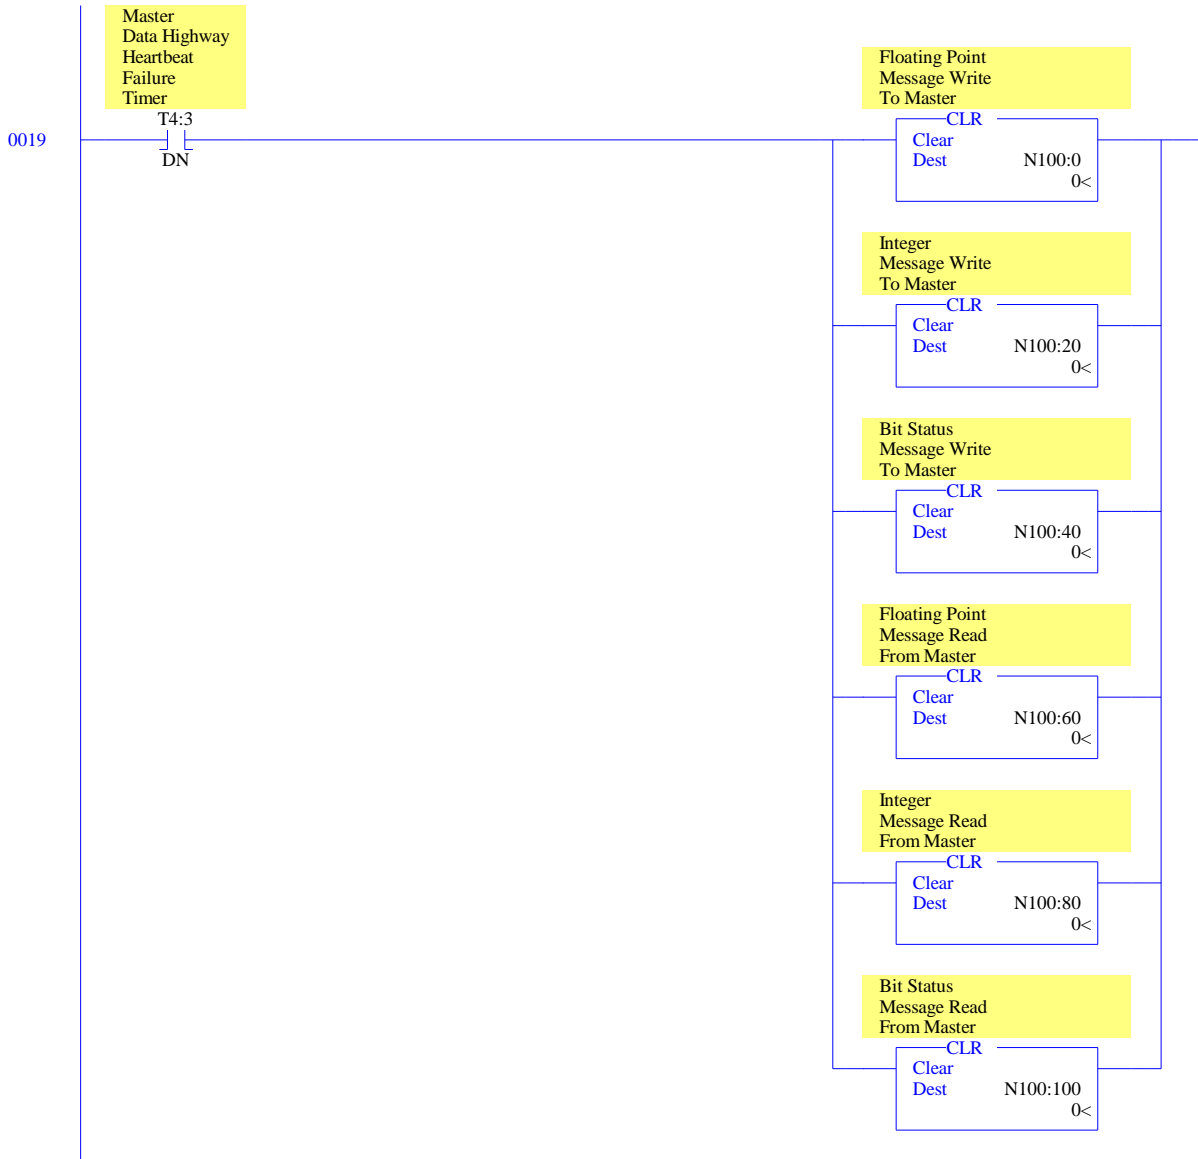 Master
Data Highway
Heartbeat
Failure
Timer
T4:3
DN
0019
Floating Point
Message Write
To Master
CLR
Clear
Dest N100:0
0<
Integer
Message Write
To Master
CLR
Clear
Dest N100:20
0<
Bit Status
Message Write
To Master
CLR
Clear
Dest N100:40
0<
Floating Point
Message Read
From Master
CLR
Clear
Dest N100:60
0<
Integer
Message Read
From Master
CLR
Clear
Dest N100:80
0<
Bit Status
Message Read
From Master
CLR
Clear
Dest N100:100
0<